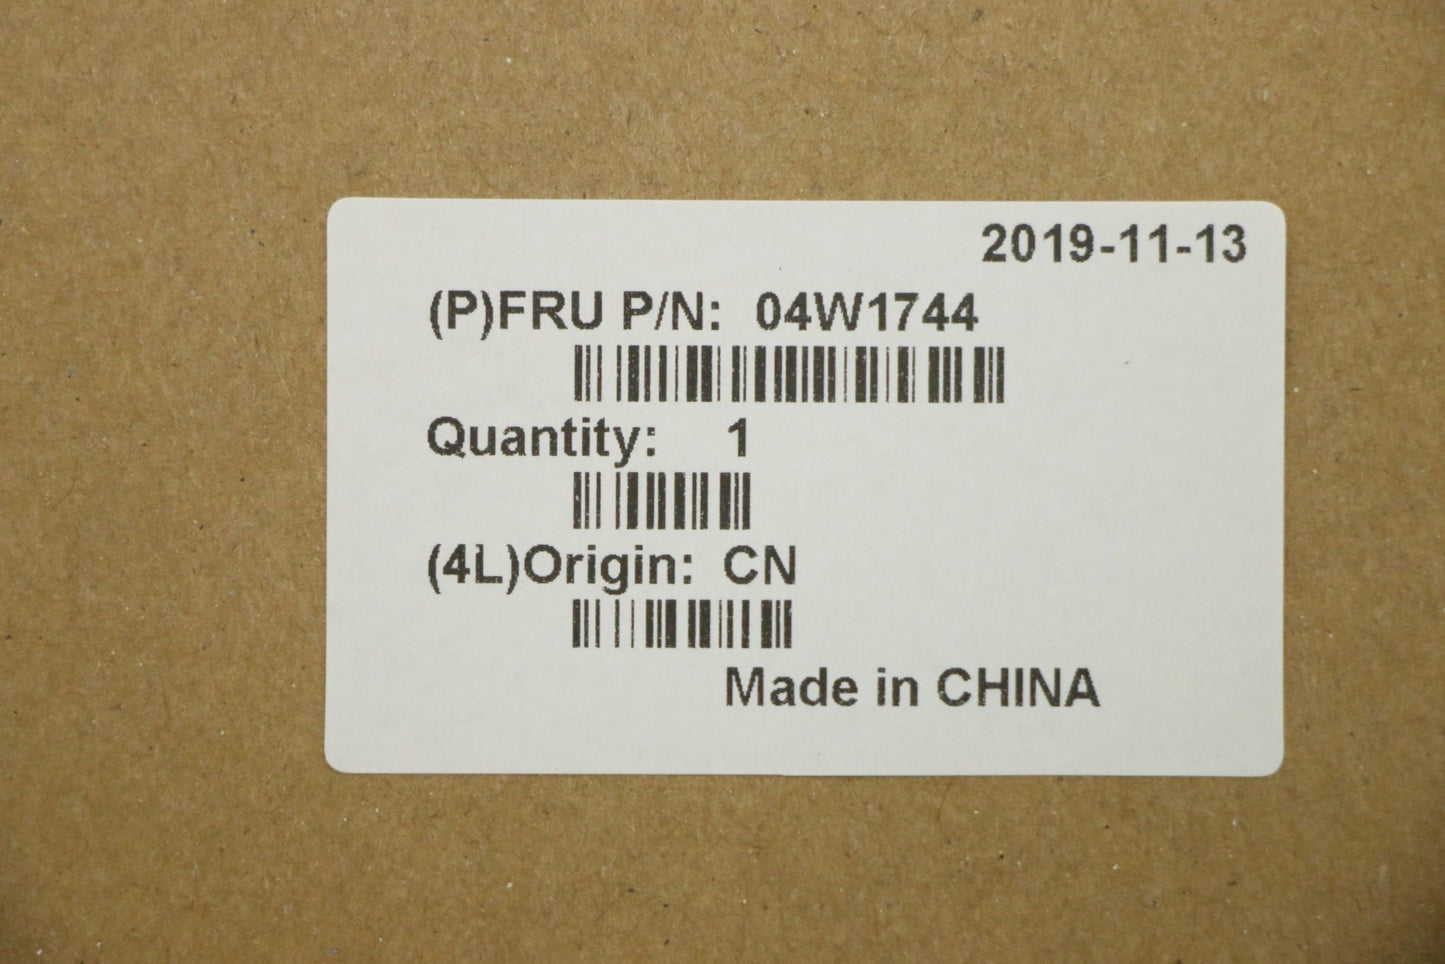 2019-11-13
(P)FRU P/N: 04W1744
Quantity: 1
(4L)Origin: CN
Made in CHINA